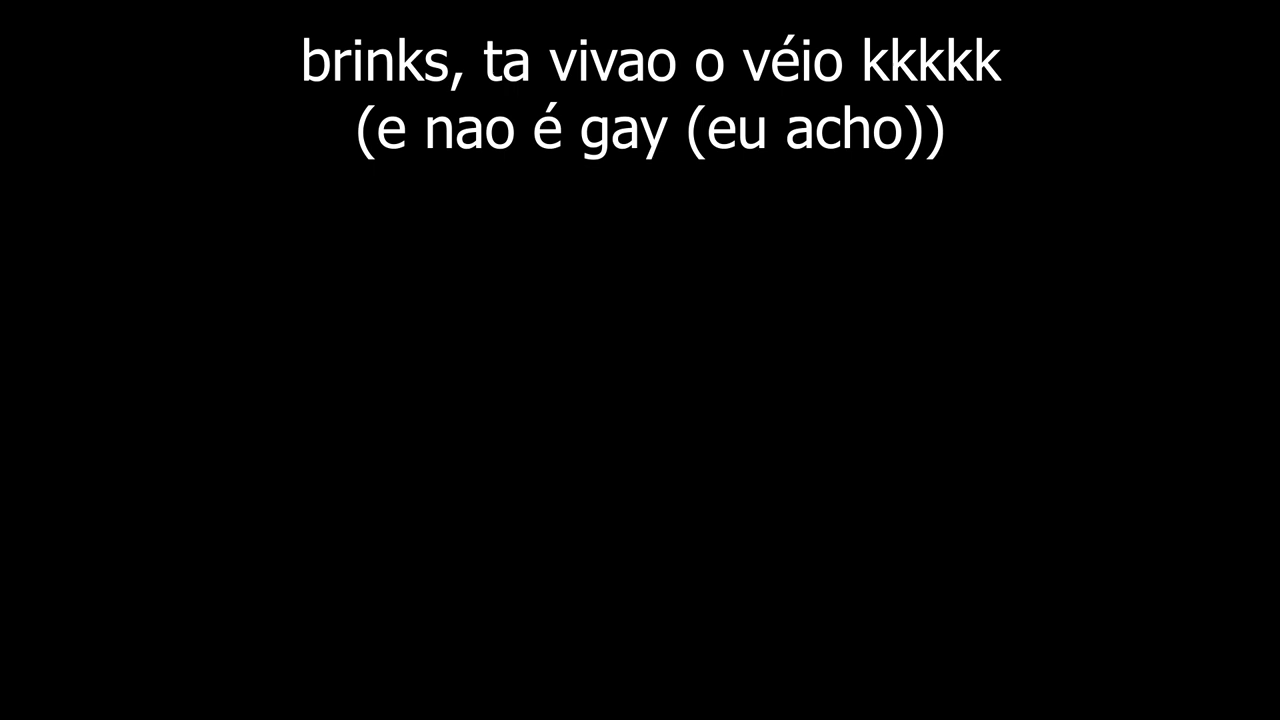 brinks, ta vivao o véio kkkkk
(e nao é gay (eu acho))